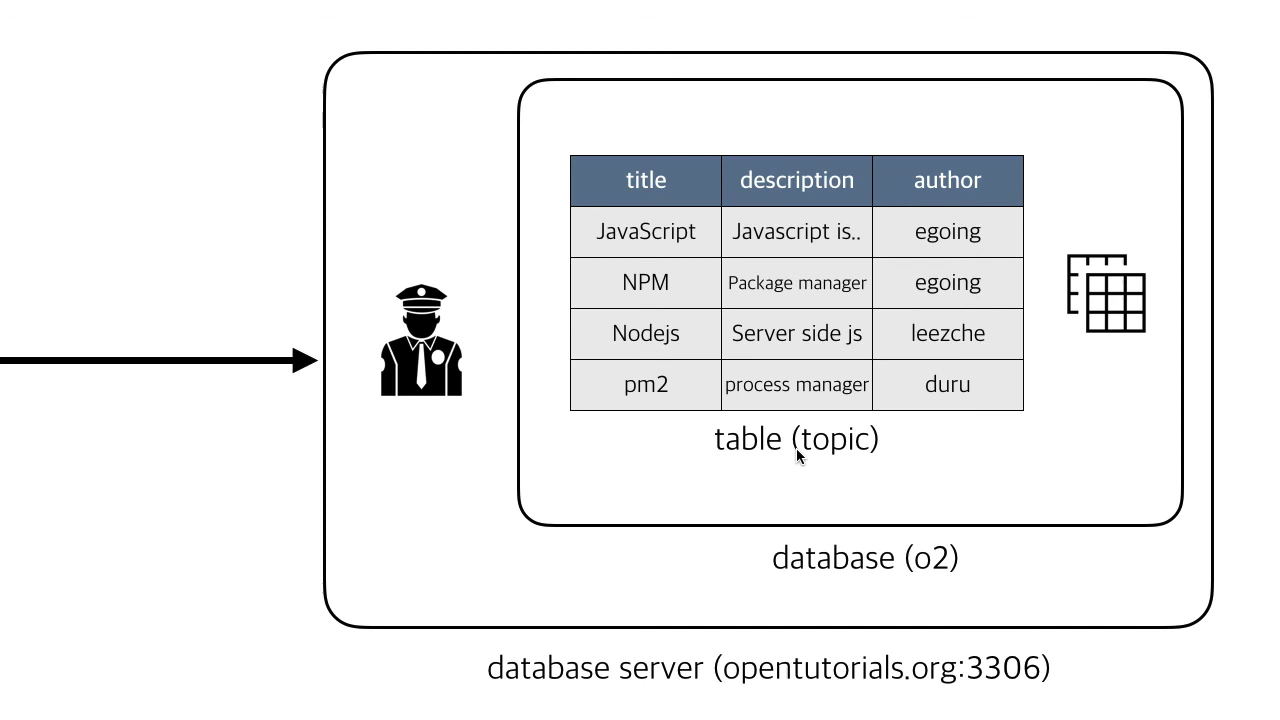 title description author
JavaScript Javascript is.. egoing
NPM Package manager egoing
Nodejs Server side js leezche
pm2 process manager duru
table (topic)
database (o2)
database server (opentutorials.org:3306)